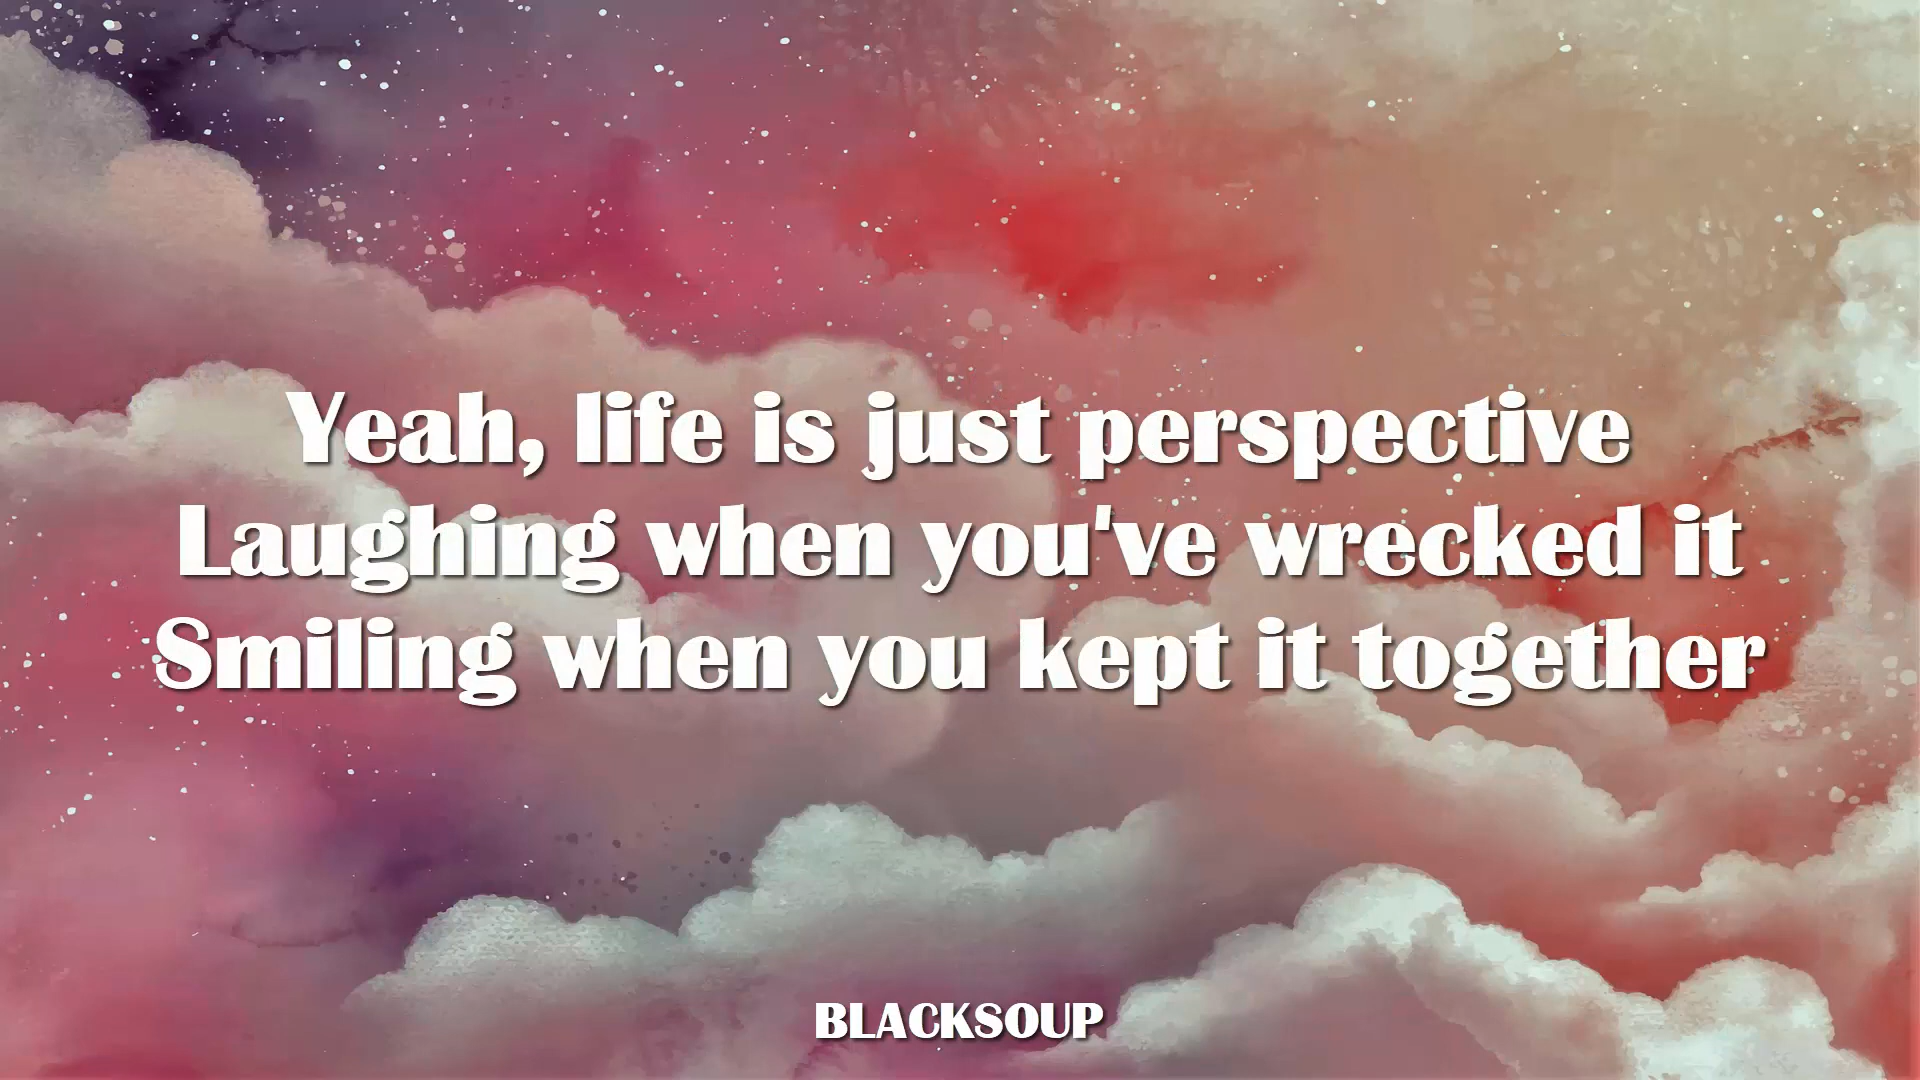 Yeah, life is just perspective
Laughing when you've wrecked it
Smiling when you kept it together
BLACKSOUP